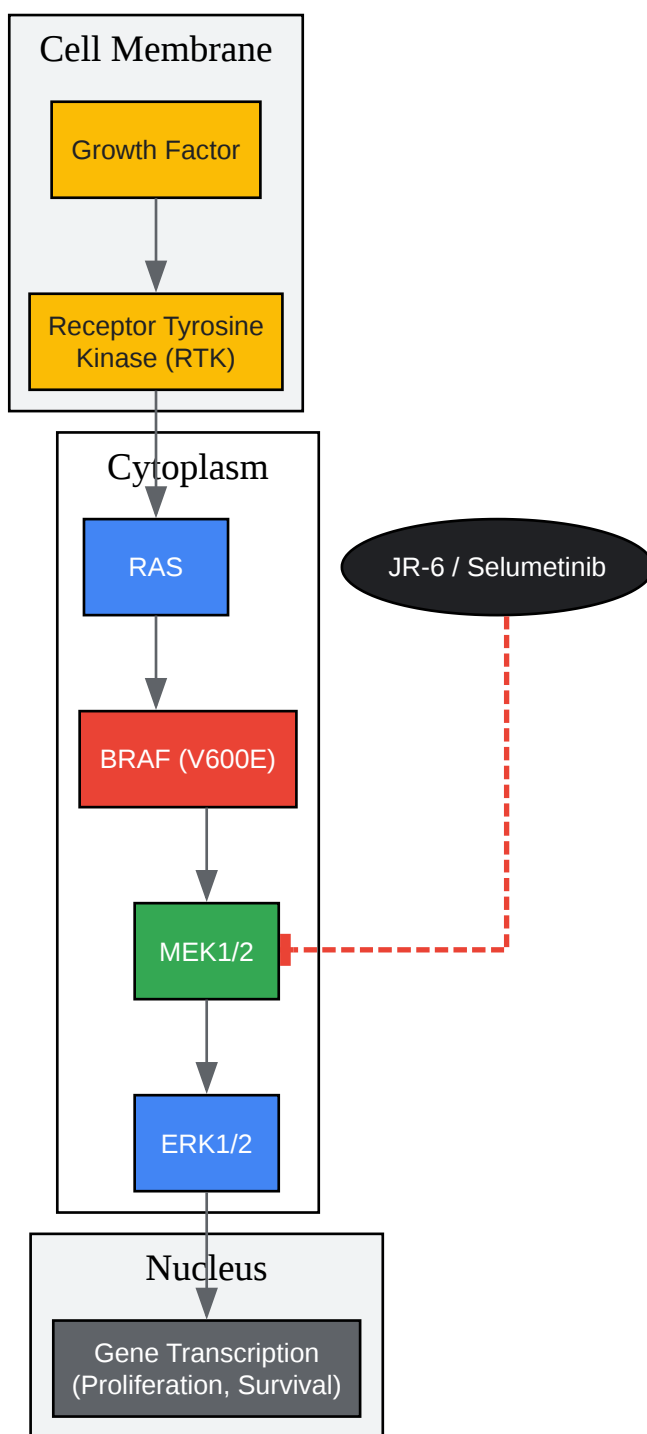 Cell Membrane
Growth Factor
Receptor Tyrosine
Kinase (RTK)
Cytoplasm
RAS
JR-6 / Selumetinib
BRAF (V600E)
MEK1/2
ERK1/2
Nucleus
Gene Transcription
(Proliferation, Survival)